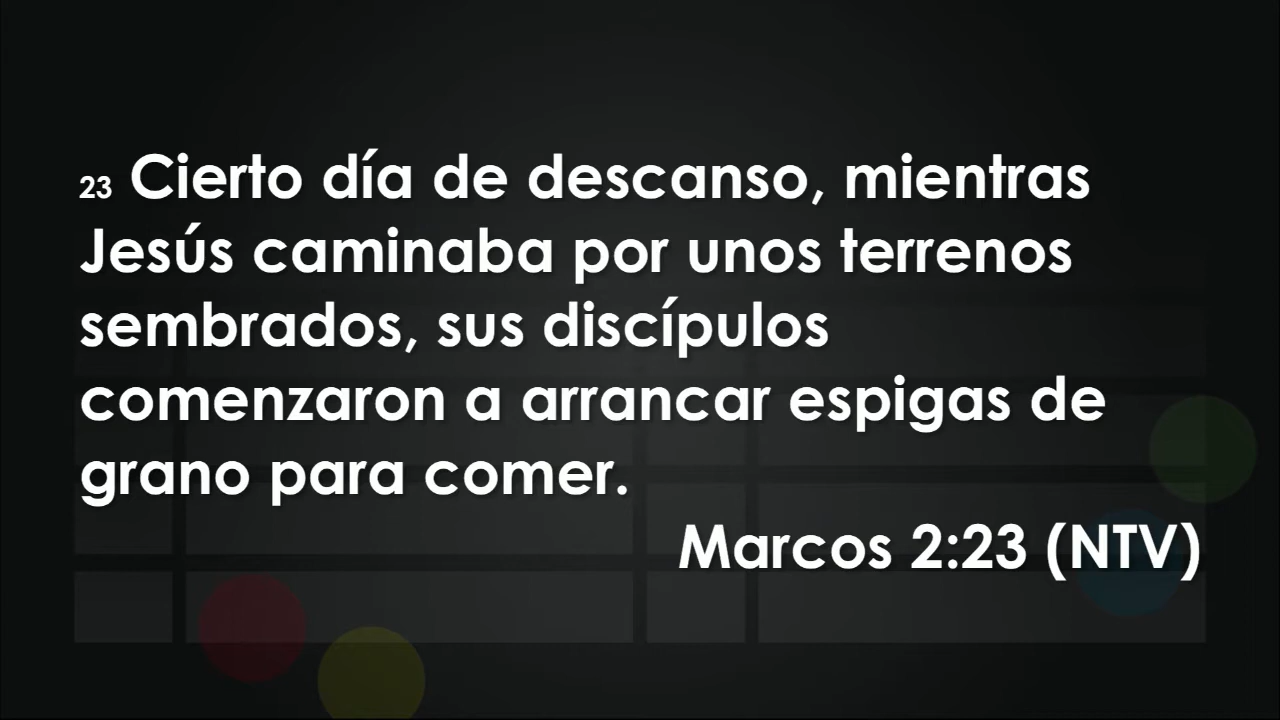 23 Cierto día de descanso, mientras
Jesús caminaba por unos terrenos
sembrados, sus discípulos
comenzaron a arrancar espigas de
grano para comer.
Marcos 2:23 (NTV)